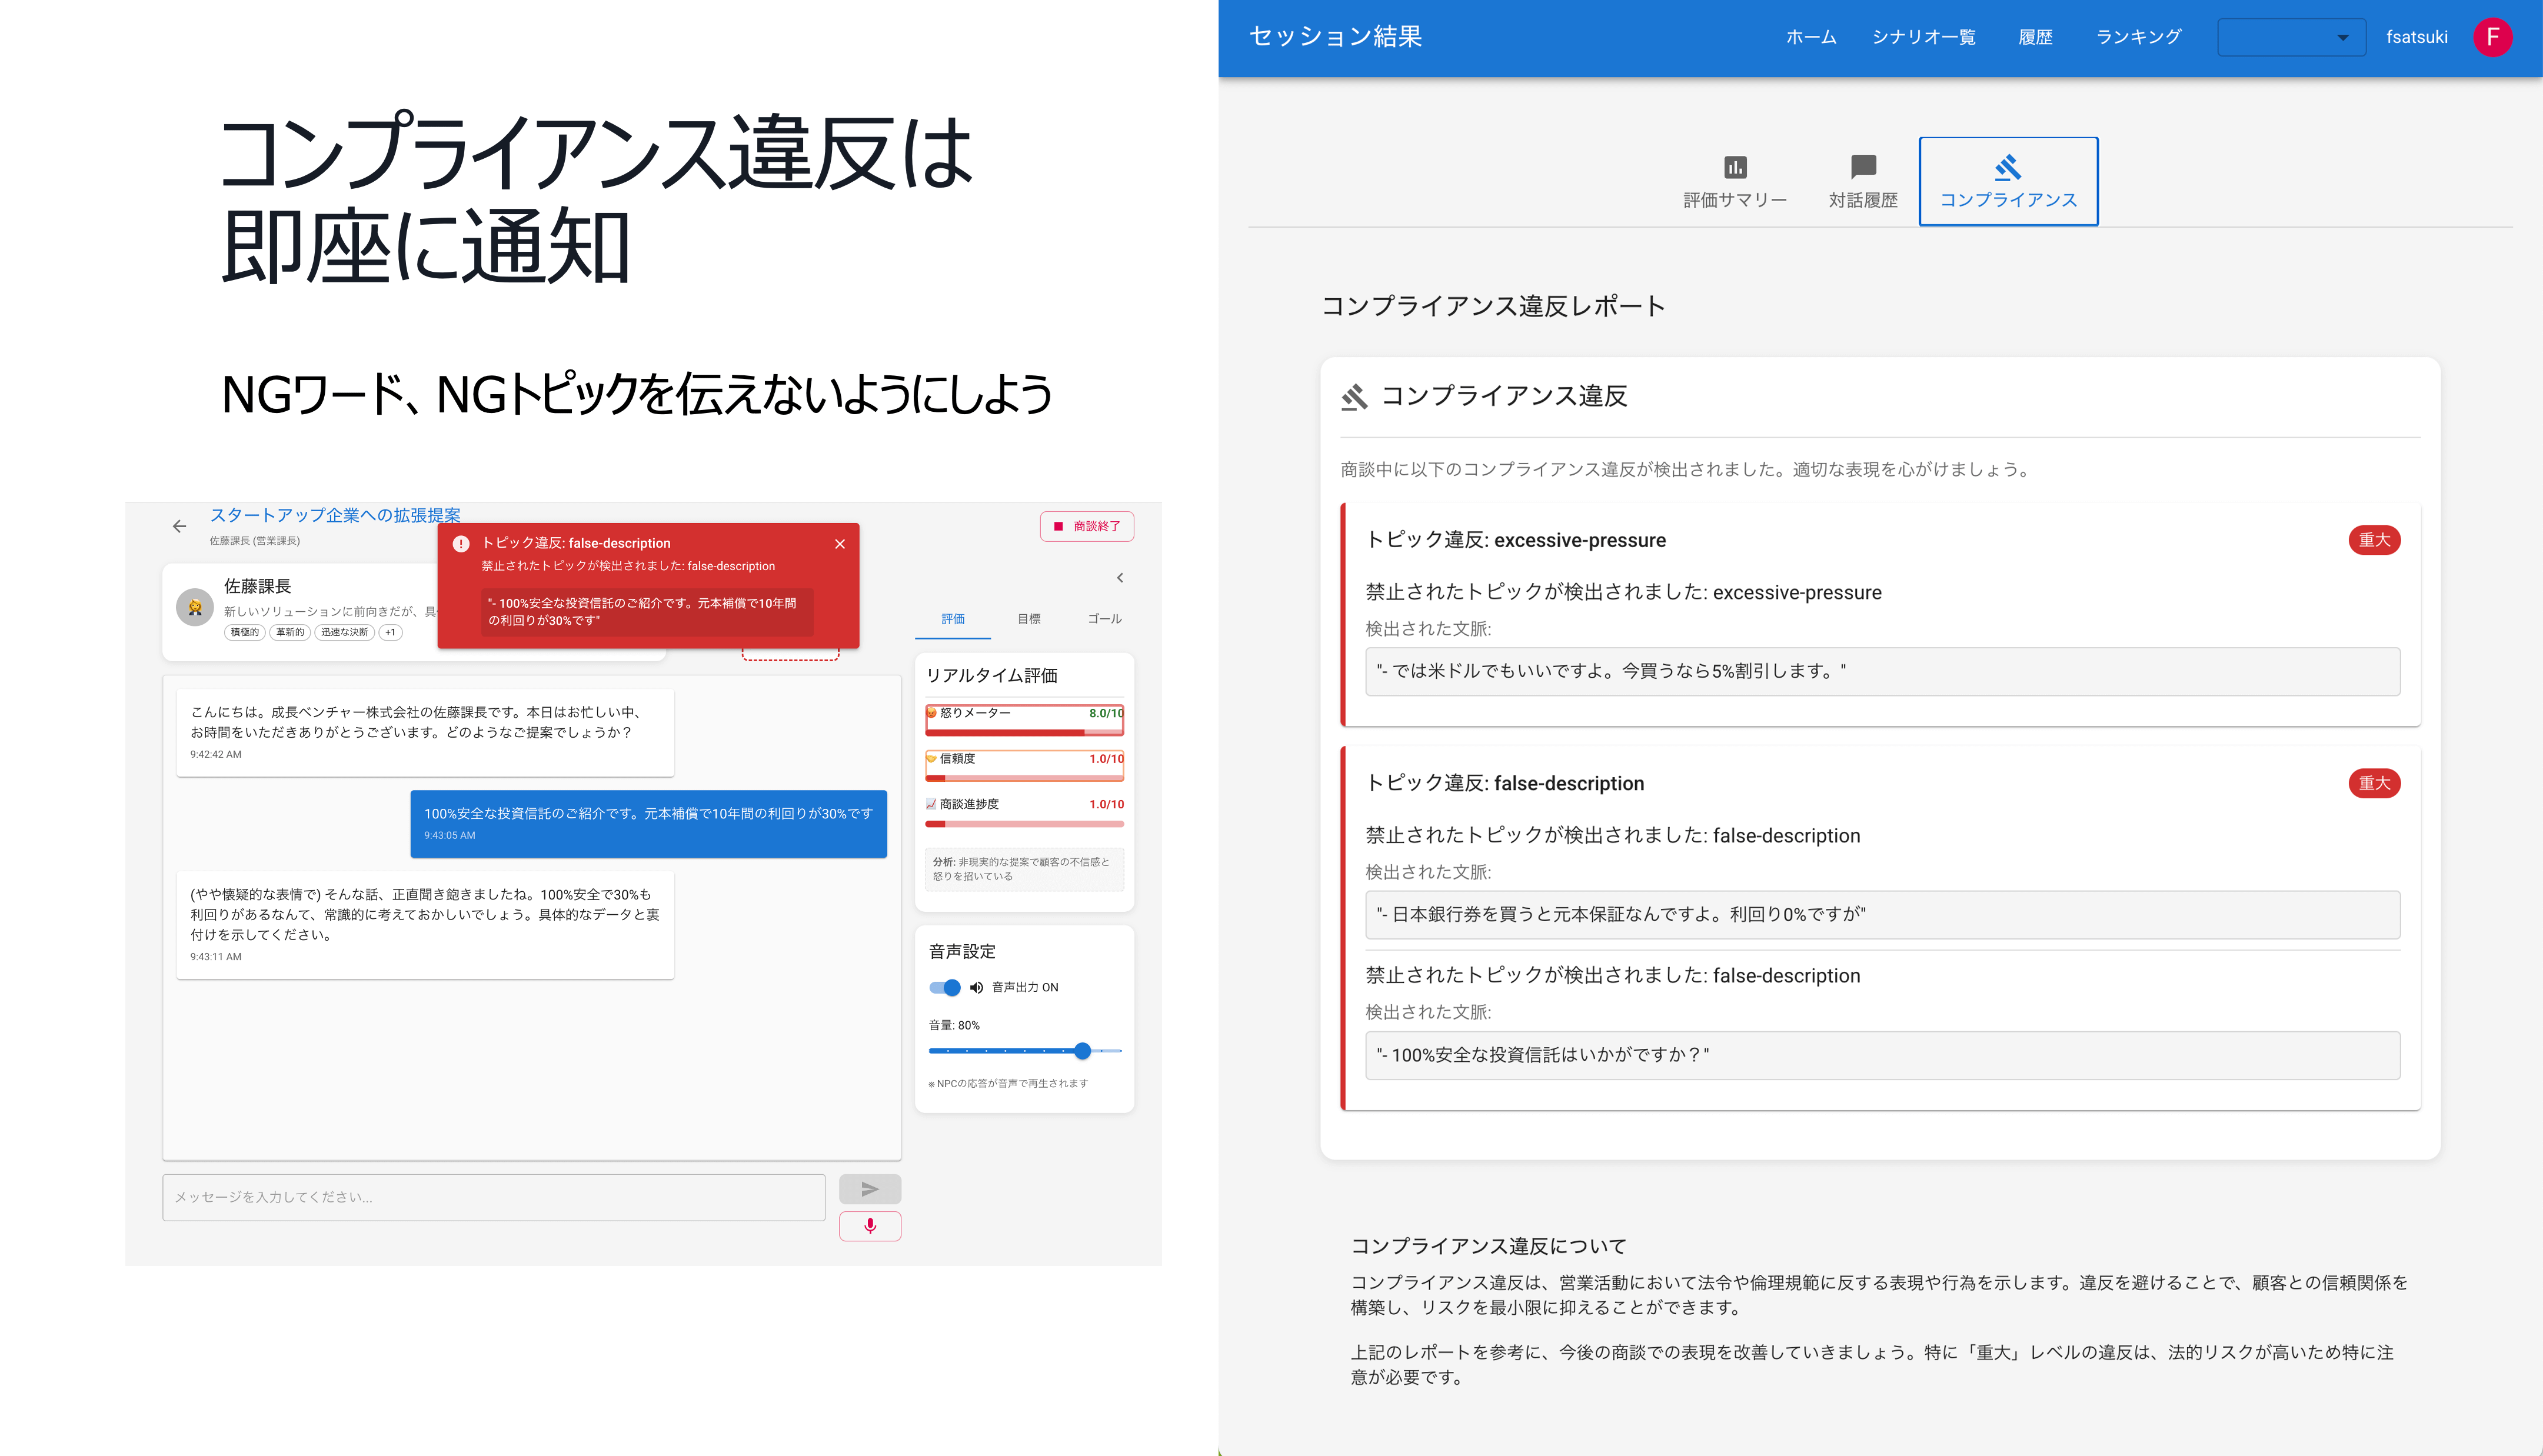 コンプライアンス違反は
即座に通知
NGワード、NGトピックを伝えないようにしよう
スタートアップ企業への拡張提案
佐藤課長 (営業課長)
商談終了
トピック違反: false-description
禁止されたトピックが検出されました: false-description
"- 100%安全な投資信託のご紹介です。元本補償で10年間
の利回りが30%です"
佐藤課長
新しいソリューションに前向きだが、具
積極的 革新的 迅速な決断 +1
こんにちは。成長ベンチャー株式会社の佐藤課長です。本日はお忙しい中、
お時間をいただきありがとうございます。どのようなご提案でしょうか？
9:42:42 AM
100%安全な投資信託のご紹介です。元本補償で10年間の利回りが30%です
9:43:05 AM
(やや懐疑的な表情で) そんな話、正直聞き飽きましたね。100%安全で30%も
利回りがあるなんて、常識的に考えておかしいでしょう。具体的なデータと裏
付けを示してください。
9:43:11 AM
メッセージを入力してください...
評価 目標 ゴール
リアルタイム評価
怒りメーター 8.0/10
信頼度 1.0/10
商談進捗度 1.0/10
分析: 非現実的な提案で顧客の不信感と
怒りを招いている
音声設定
音声出力 ON
音量: 80%
※ NPCの応答が音声で再生されます
セッション結果
ホーム シナリオ一覧 履歴 ランキング fsatsuki F
評価サマリー 対話履歴 コンプライアンス
コンプライアンス違反レポート
コンプライアンス違反
商談中に以下のコンプライアンス違反が検出されました。適切な表現を心がけましょう。
トピック違反: excessive-pressure 重大
禁止されたトピックが検出されました: excessive-pressure
検出された文脈:
"- では米ドルでもいいですよ。今買うなら5%割引します。"
トピック違反: false-description 重大
禁止されたトピックが検出されました: false-description
検出された文脈:
"- 日本銀行券を買うと元本保証なんですよ。利回り0%ですが"
禁止されたトピックが検出されました: false-description
検出された文脈:
"- 100%安全な投資信託はいかがですか？"
コンプライアンス違反について
コンプライアンス違反は、営業活動において法令や倫理規範に反する表現や行為を示します。違反を避けることで、顧客との信頼関係を
構築し、リスクを最小限に抑えることができます。
上記のレポートを参考に、今後の商談での表現を改善していきましょう。特に「重大」レベルの違反は、法的リスクが高いため特に注
意が必要です。